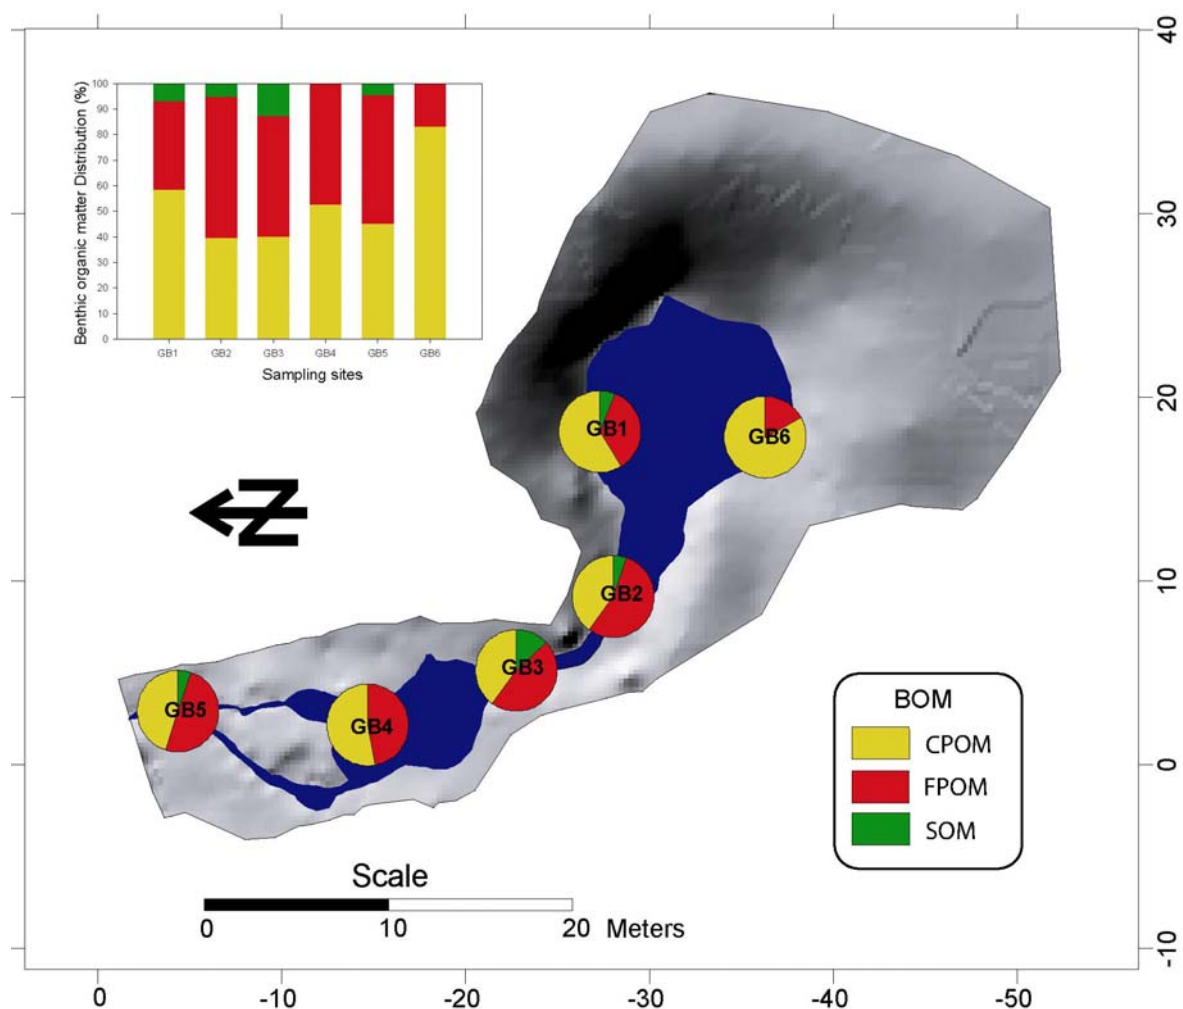 Benthic organic matter Distribution (%)
100
90
80
70
60
50
40
30
20
10
0
GB1 GB2 GB3 GB4 GB5 GB6
Sampling sites
40
30
20
10
0
-10
GB1
GB6
GB2
GB3
GB5
GB4
N
BOM
CPOM
FPOM
SOM
Scale
0 10 20 Meters
0 -10 -20 -30 -40 -50